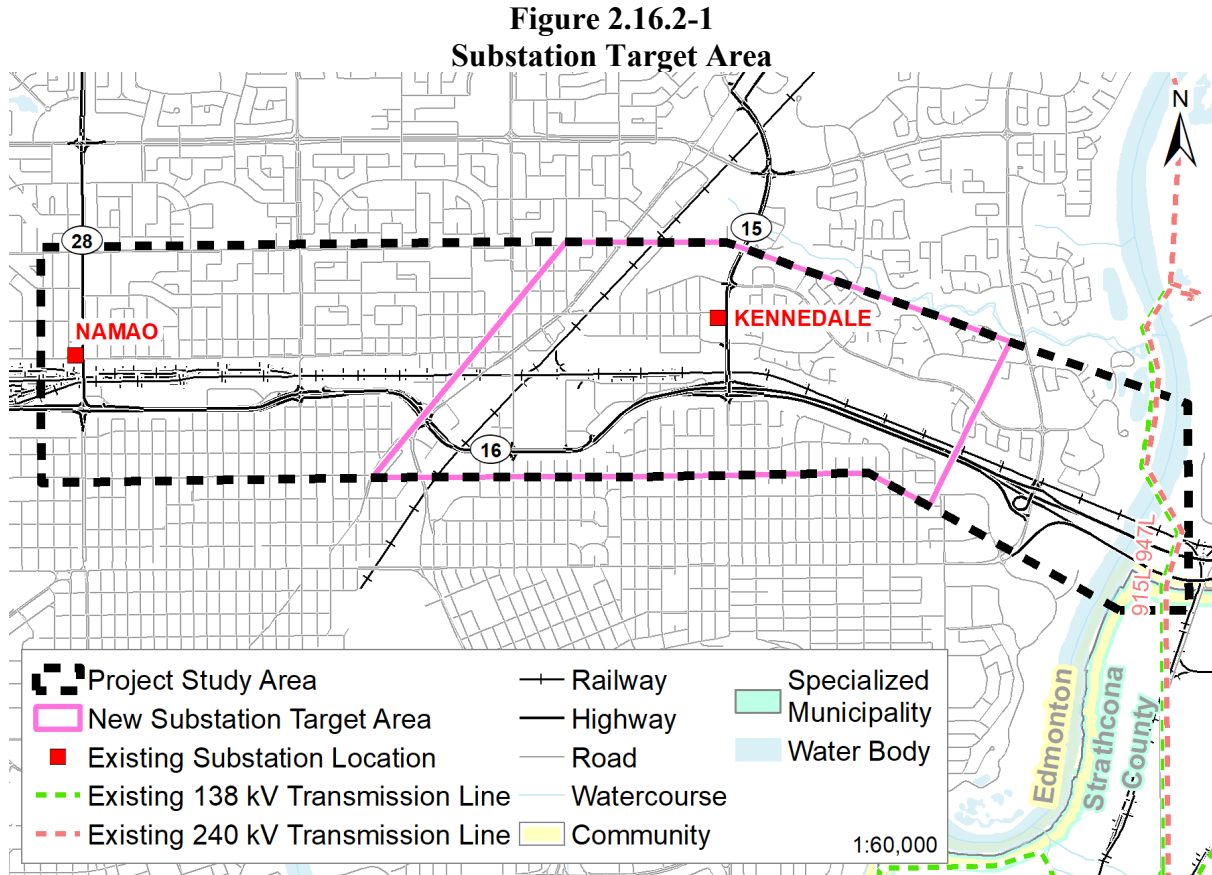 Figure 2.16.2-1
Substation Target Area
N
28
15
NAMAO
KENNEDALE
16
915L 947L
Edmonton
Strathcona
County
Project Study Area
New Substation Target Area
Existing Substation Location
Existing 138 kV Transmission Line
Existing 240 kV Transmission Line
Railway
Highway
Road
Watercourse
Community
Specialized
Municipality
Water Body
1:60,000